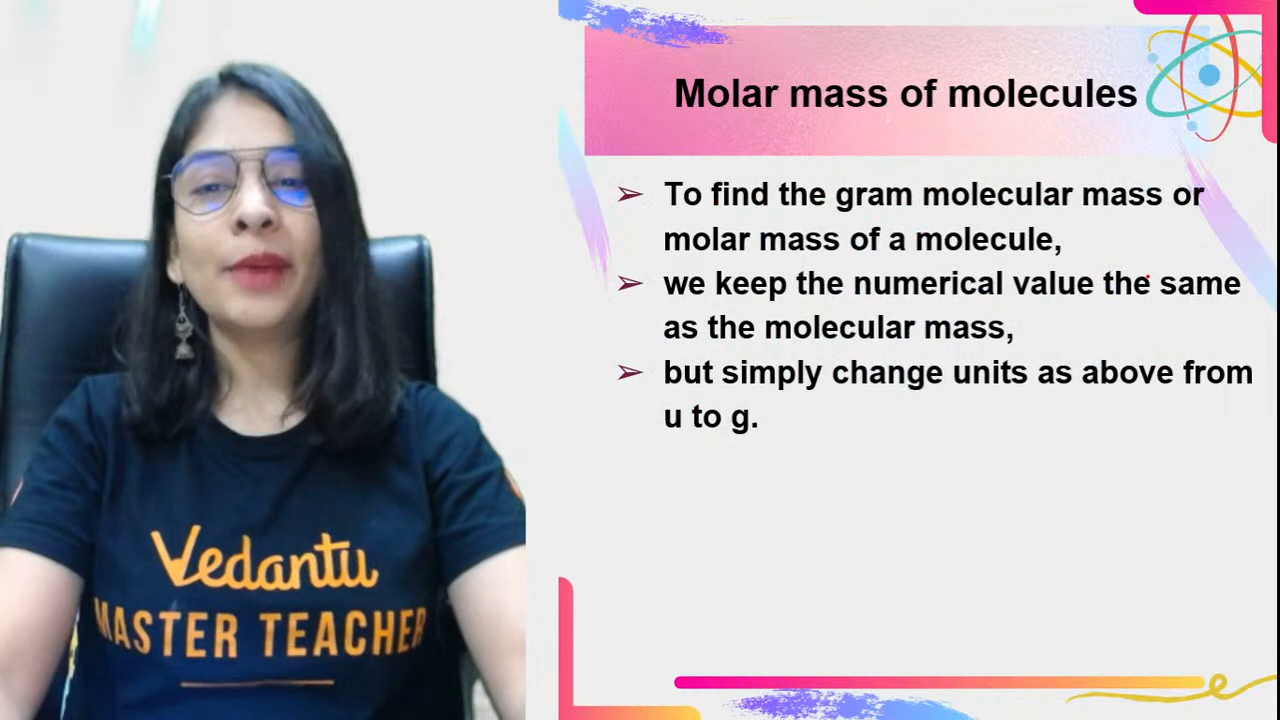 Molar mass of molecules
➢ To find the gram molecular mass or
molar mass of a molecule,
➢ we keep the numerical value the same
as the molecular mass,
➢ but simply change units as above from
u to g.
Vedantu
MASTER TEACHER